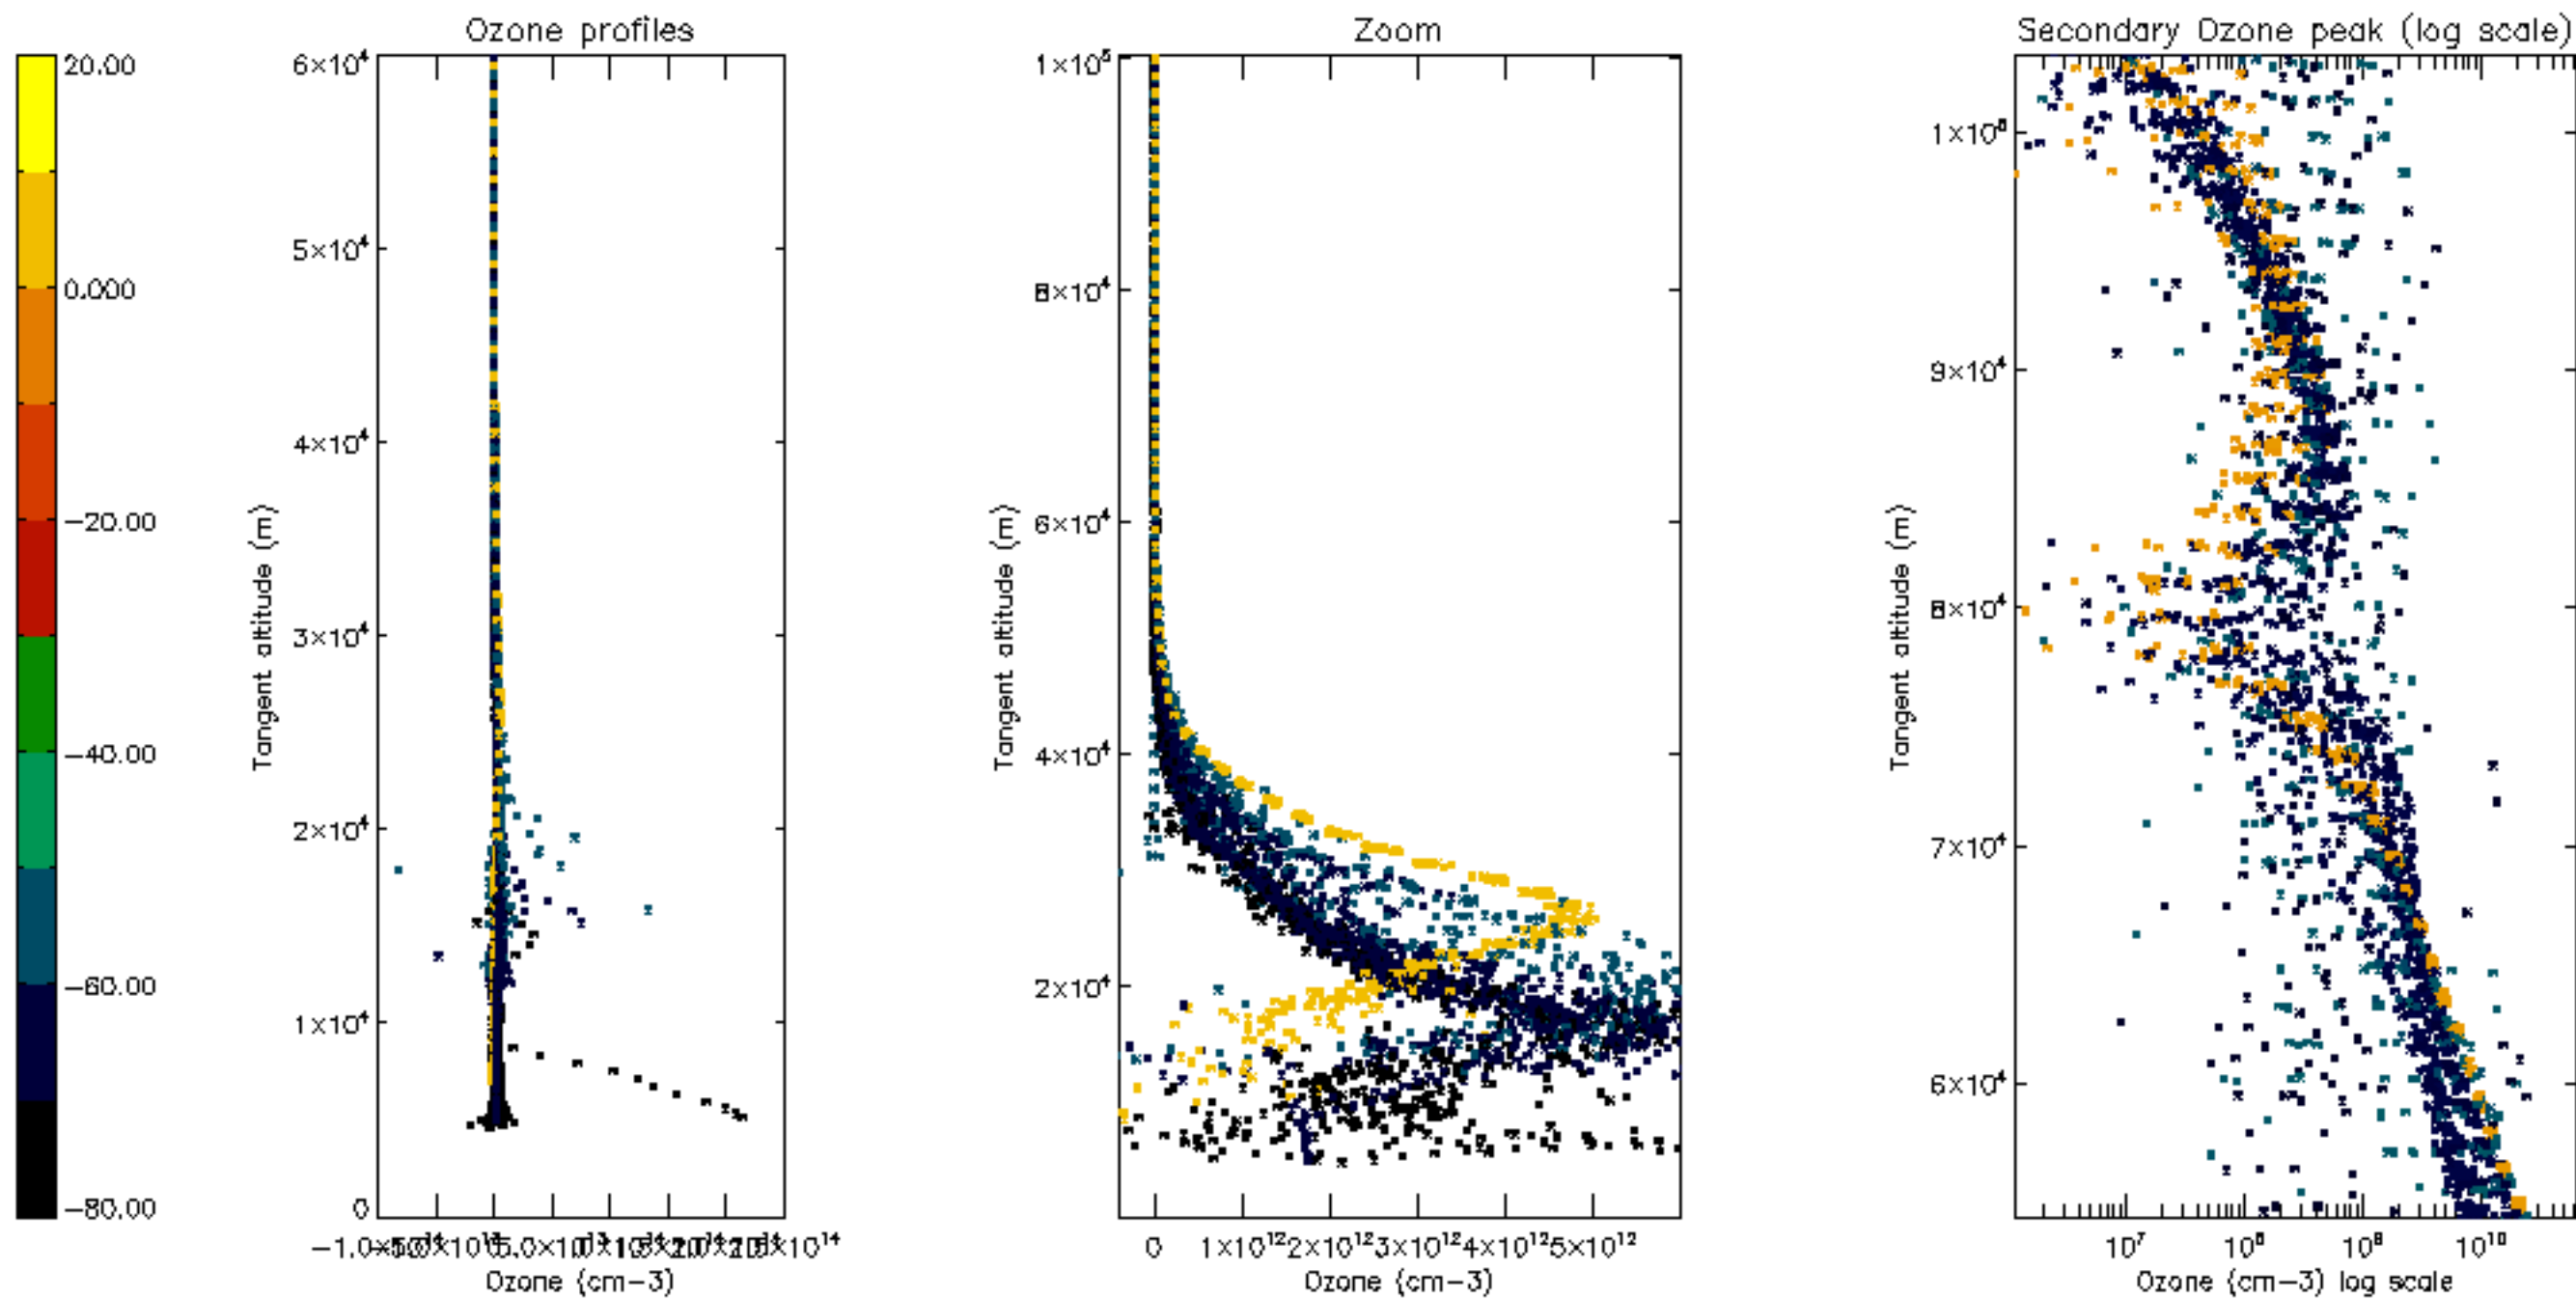 Ozone profiles
Zoom
Secondary Ozone peak (log scale)
20.00
0.000
−20.00
−40.00
−60.00
−80.00
6×10⁴
5×10⁴
4×10⁴
3×10⁴
2×10⁴
1×10⁴
0
Tangent altitude (m)
Ozone (cm−3)
1×10⁵
8×10⁴
6×10⁴
4×10⁴
2×10⁴
Tangent altitude (m)
0 1×10¹² 2×10¹² 3×10¹² 4×10¹² 5×10¹²
Ozone (cm−3)
9×10⁴
8×10⁴
7×10⁴
6×10⁴
Tangent altitude (m)
10⁷ 10⁸ 10⁹ 10¹⁰
Ozone (cm−3) log scale